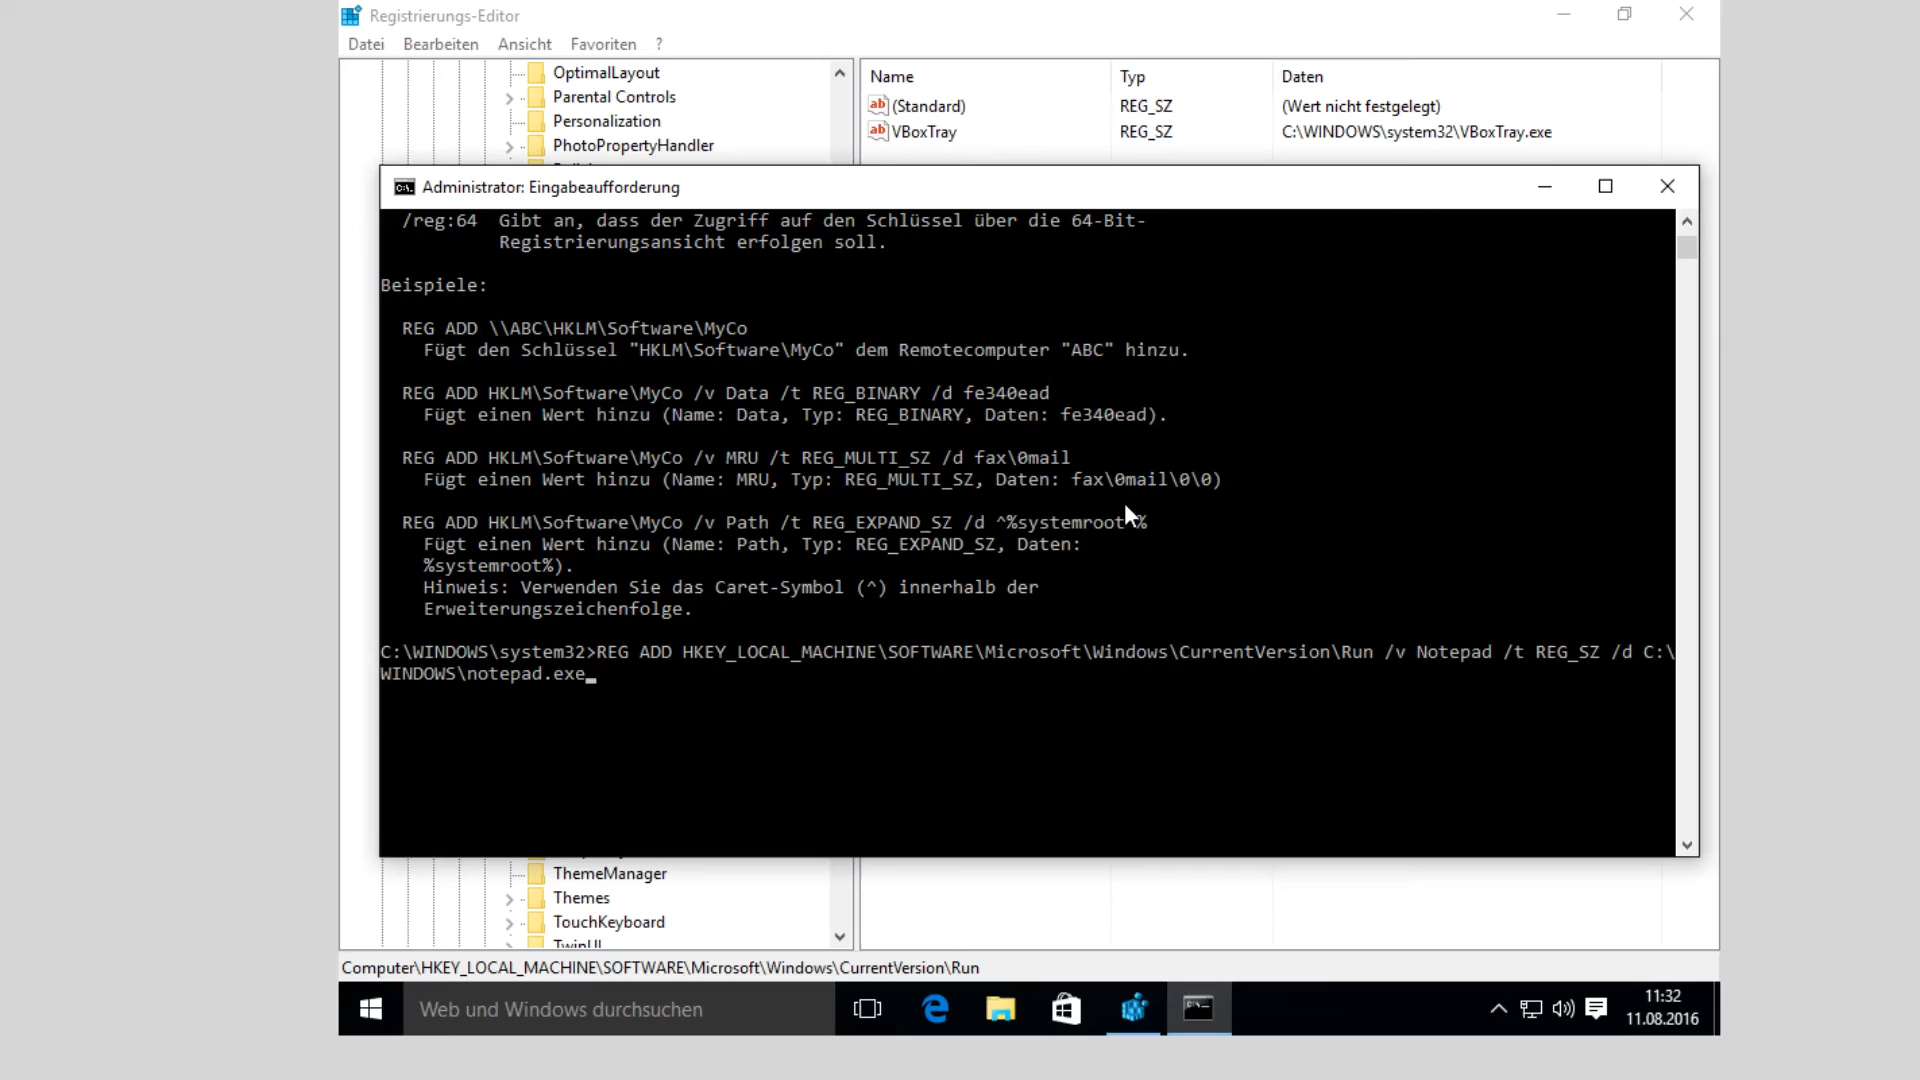 Registrierungs-Editor
Datei Bearbeiten Ansicht Favoriten ?
OptimalLayout
Parental Controls
Personalization
PhotoPropertyHandler
Name Typ Daten
(Standard) REG_SZ (Wert nicht festgelegt)
VBoxTray REG_SZ C:\WINDOWS\system32\VBoxTray.exe
Administrator: Eingabeaufforderung
/reg:64 Gibt an, dass der Zugriff auf den Schlüssel über die 64-Bit-
Registrierungsansicht erfolgen soll.
Beispiele:
REG ADD \\ABC\HKLM\Software\MyCo
Fügt den Schlüssel "HKLM\Software\MyCo" dem Remotecomputer "ABC" hinzu.
REG ADD HKLM\Software\MyCo /v Data /t REG_BINARY /d fe340ead
Fügt einen Wert hinzu (Name: Data, Typ: REG_BINARY, Daten: fe340ead).
REG ADD HKLM\Software\MyCo /v MRU /t REG_MULTI_SZ /d fax\0mail
Fügt einen Wert hinzu (Name: MRU, Typ: REG_MULTI_SZ, Daten: fax\0mail\0\0)
REG ADD HKLM\Software\MyCo /v Path /t REG_EXPAND_SZ /d ^%systemroot^%
Fügt einen Wert hinzu (Name: Path, Typ: REG_EXPAND_SZ, Daten:
%systemroot%).
Hinweis: Verwenden Sie das Caret-Symbol (^) innerhalb der
Erweiterungszeichenfolge.
C:\WINDOWS\system32>REG ADD HKEY_LOCAL_MACHINE\SOFTWARE\Microsoft\Windows\CurrentVersion\Run /v Notepad /t REG_SZ /d C:\
WINDOWS\notepad.exe_
ThemeManager
Themes
TouchKeyboard
TwinUI
Computer\HKEY_LOCAL_MACHINE\SOFTWARE\Microsoft\Windows\CurrentVersion\Run
Web und Windows durchsuchen
11:32
11.08.2016